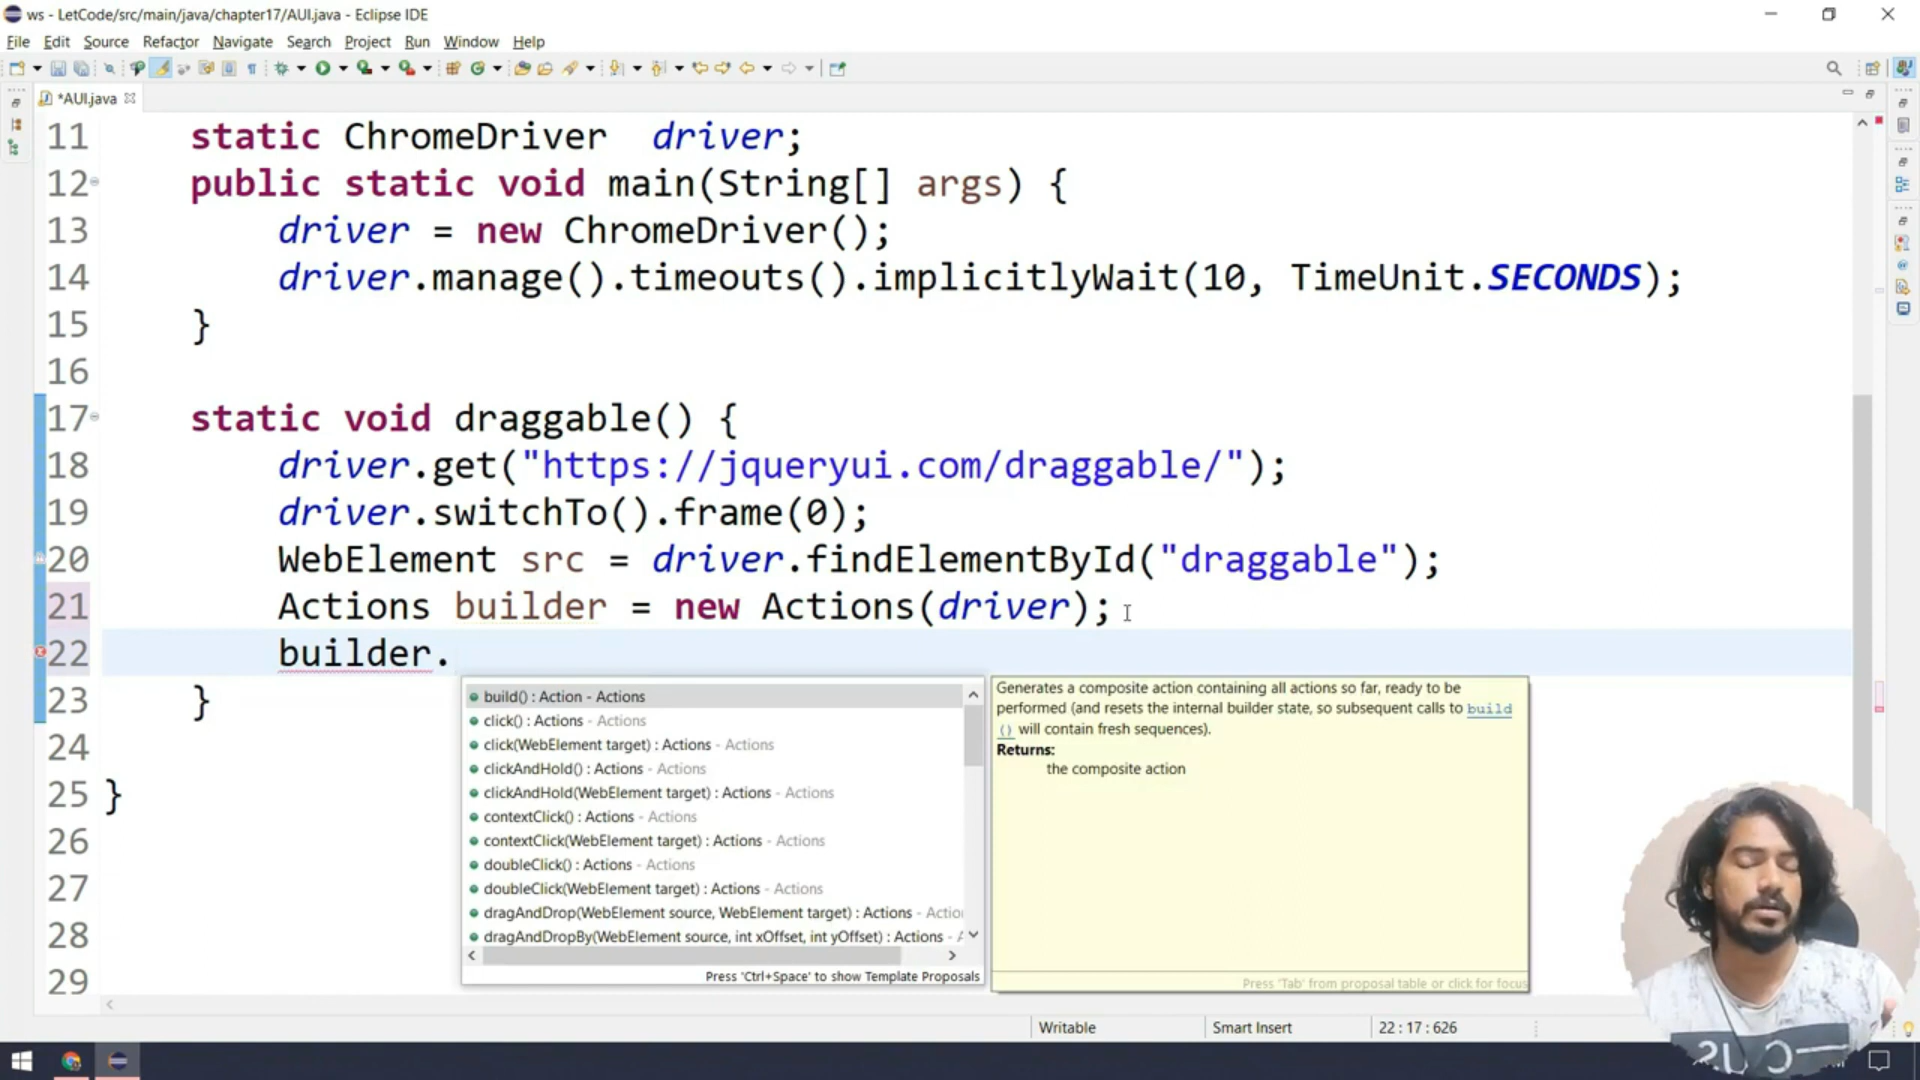 ws - LetCode/src/main/java/chapter17/AUI.java - Eclipse IDE
File Edit Source Refactor Navigate Search Project Run Window Help
*AUI.java
11 static ChromeDriver driver;
12 public static void main(String[] args) {
13 driver = new ChromeDriver();
14 driver.manage().timeouts().implicitlyWait(10, TimeUnit.SECONDS);
15 }
16
17 static void draggable() {
18 driver.get("https://jqueryui.com/draggable/");
19 driver.switchTo().frame(0);
20 WebElement src = driver.findElementById("draggable");
21 Actions builder = new Actions(driver);
22 builder.
23 }
24
25 }
26
27
28
29
build() : Action - Actions
click() : Actions - Actions
click(WebElement target) : Actions - Actions
clickAndHold() : Actions - Actions
clickAndHold(WebElement target) : Actions - Actions
contextClick() : Actions - Actions
contextClick(WebElement target) : Actions - Actions
doubleClick() : Actions - Actions
doubleClick(WebElement target) : Actions - Actions
dragAndDrop(WebElement source, WebElement target) : Actions - Actio
dragAndDropBy(WebElement source, int xOffset, int yOffset) : Actions - A
Press 'Ctrl+Space' to show Template Proposals
Generates a composite action containing all actions so far, ready to be
performed (and resets the internal builder state, so subsequent calls to build
() will contain fresh sequences).
Returns:
the composite action
Press 'Tab' from proposal table or click for focus
Writable Smart Insert 22 : 17 : 626